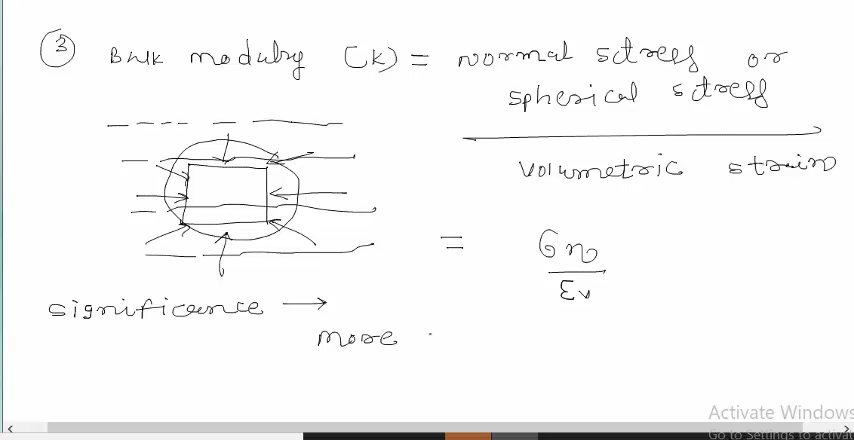 ③ Bulk modulus (K) = normal stress or
spherical stress
volumetric strain
= σn
εv
significance →
more .
Activate Windows
Go to Settings to activat